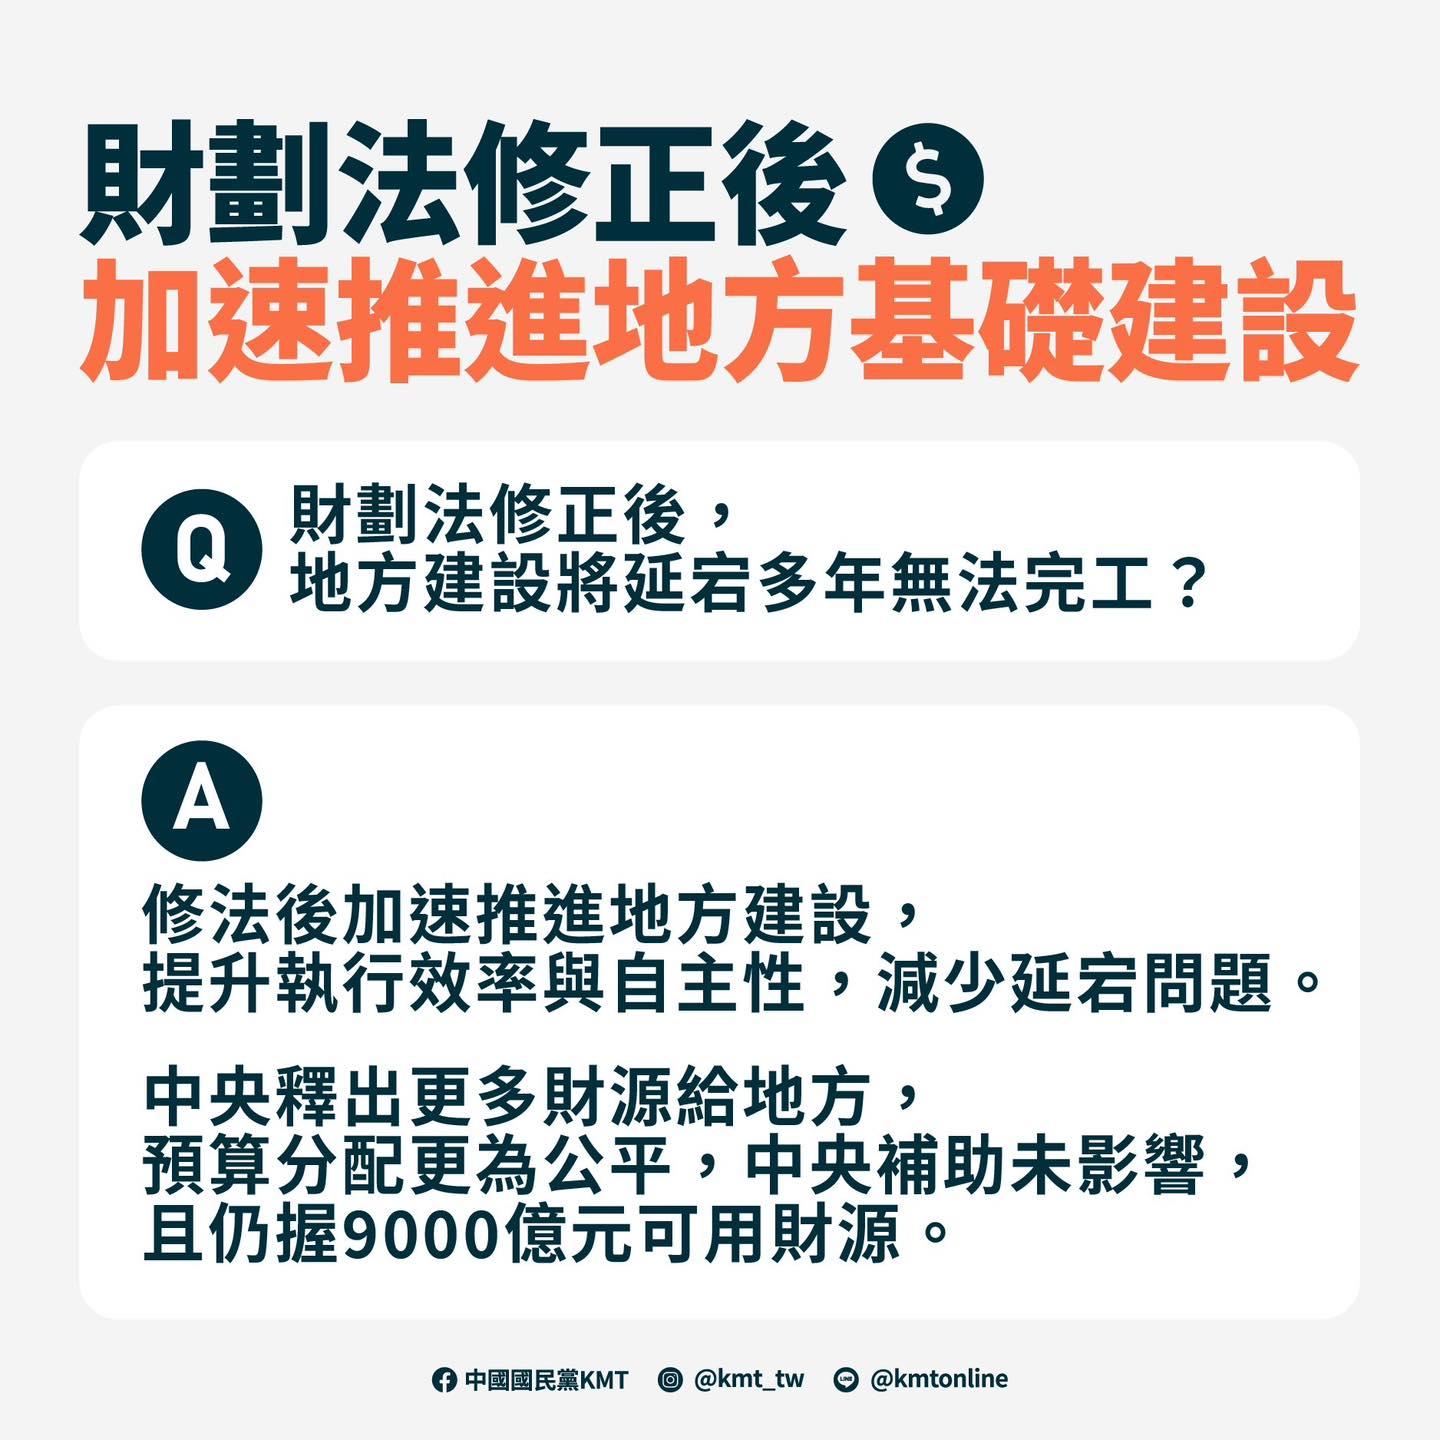 財劃法修正後
加速推進地方基礎建設
Q
財劃法修正後，
地方建設將延宕多年無法完工？
A
修法後加速推進地方建設，
提升執行效率與自主性，減少延宕問題。
中央釋出更多財源給地方，
預算分配更為公平，中央補助未影響，
且仍握9000億元可用財源。
中國國民黨KMT @kmt_tw LINE @kmtonline